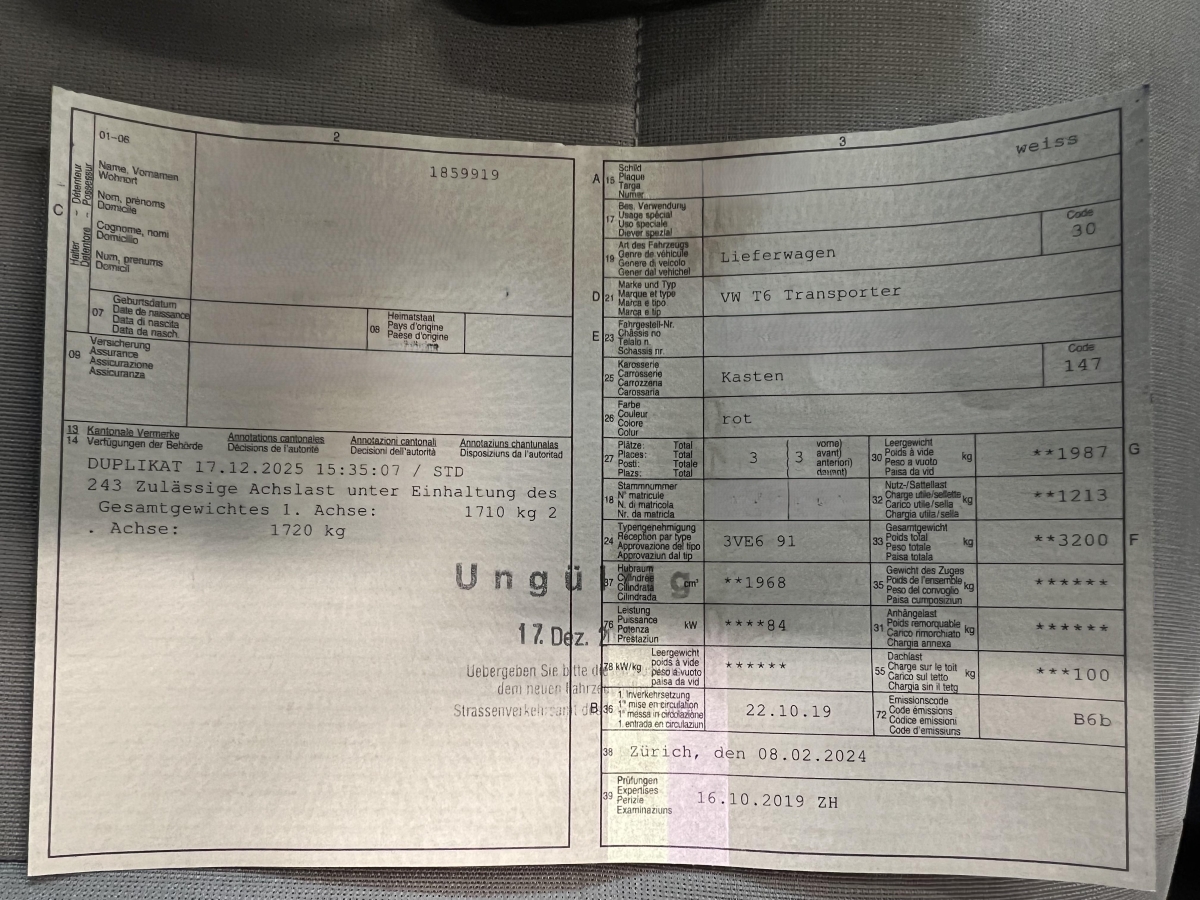 2
01–06
Name, Vornamen
Wohnort
Nom, prénoms
Domicile
Cognome, nomi
Domicilio
Num, prenums
Domicil
C
Halter - Détenteur
Detentore - Possessur
1859919
07
Geburtsdatum
Date de naissance
Data di nascita
Data da nasch.
08
Heimatstaat
Pays d'origine
Paese d'origine
09
Versicherung
Assurance
Assicurazione
Assicuranza
13 Kantonale Vermerke Annotations cantonales Annotazioni cantonali Annotaziuns chantunalas
14 Verfügungen der Behörde Décisions de l'autorité Decisioni dell'autorità Disposiziuns da l'autoritad
DUPLIKAT 17.12.2025 15:35:07 / STD
243 Zulässige Achslast unter Einhaltung des
Gesamtgewichtes 1. Achse: 1710 kg 2
. Achse: 1720 kg
Ungü g
17. Dez.
Uebergeben Sie bitte
dem neuen Fahrze
Strassenverkehrsamt des
3
A 15
Schild
Plaque
Targa
Numer
weiss
17
Bes. Verwendung
Usage spécial
Uso speciale
Diever spezial
19
Art des Fahrzeugs
Genre de véhicule
Genere di veicolo
Gener dal vehichel
Lieferwagen
Code
30
D 21
Marke und Typ
Marque et type
Marca e tipo
Marca e tip
VW T6 Transporter
E 23
Fahrgestell-Nr.
Châssis no
Telaio n.
Schassis nr.
25
Karosserie
Carrosserie
Carrozzeria
Carossaria
Kasten
Code
147
26
Farbe
Couleur
Colore
Colur
rot
27
Plätze: Total
Places: Total
Posti: Totale
Plazs: Total
3 ( 3
vorne)
avant)
anteriori)
davant)
30
Leergewicht
Poids à vide
Peso a vuoto
Paisa da vid
kg
**1987
G
18
Stammnummer
N° matricule
N. di matricola
Nr. da matricla
32
Nutz-/Sattellast
Charge utile/sellette
Carico utile/sella
Chargia utila/sella
kg
**1213
24
Typengenehmigung
Réception par type
Approvazione del tipo
Approvaziun dal tip
3VE6 91
33
Gesamtgewicht
Poids total
Peso totale
Paisa totala
kg
**3200
F
37
Hubraum
Cylindrée
Cilindrata
Cilindrada
cm³
**1968
35
Gewicht des Zuges
Poids de l'ensemble
Peso del convoglio
Paisa cumposiziun
kg
******
76
Leistung
Puissance
Potenza
Prestaziun
kW
****84
31
Anhängelast
Poids remorquable
Carico rimorchiato
Chargia annexa
kg
******
78 kW/kg
Leergewicht
poids à vide
peso a vuoto
paisa da vid
******
55
Dachlast
Charge sur le toit
Carico sul tetto
Chargia sin il tetg
kg
***100
B 36
1. Inverkehrsetzung
1re mise en circulation
1a messa in circolazione
1. entrada en circulaziun
22.10.19
72
Emissionscode
Code émissions
Codice emissioni
Code d'emissiuns
B6b
38 Zürich, den 08.02.2024
39
Prüfungen
Expertises
Perizie
Examinaziuns
16.10.2019 ZH